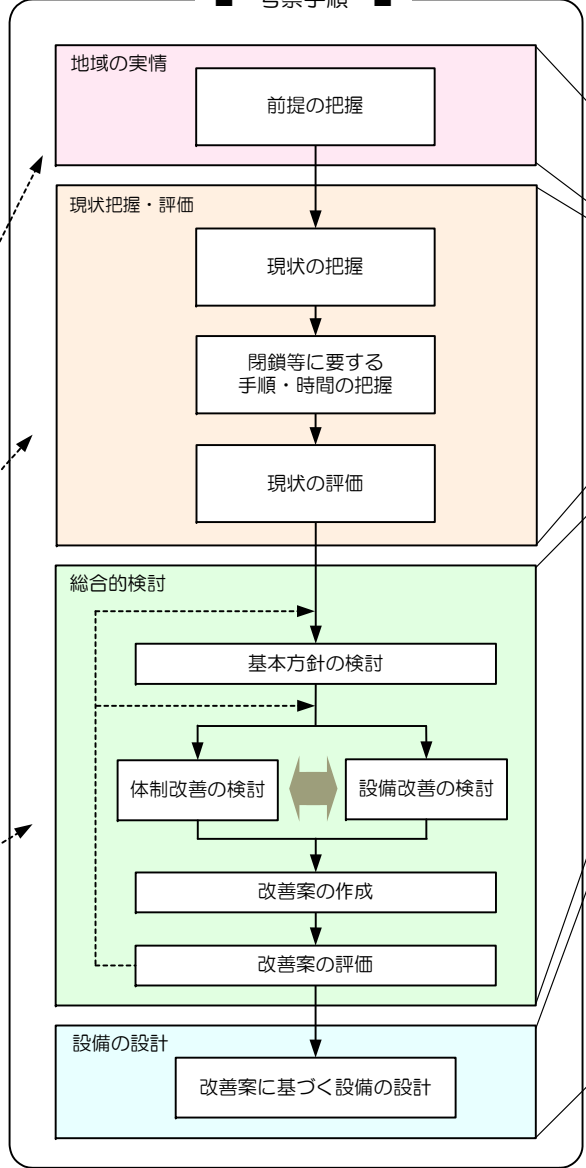 ■ 考察手順 ■
地域の実情
前提の把握
現状把握・評価
現状の把握
閉鎖等に要する
手順・時間の把握
現状の評価
総合的検討
基本方針の検討
体制改善の検討
設備改善の検討
改善案の作成
改善案の評価
設備の設計
改善案に基づく設備の設計